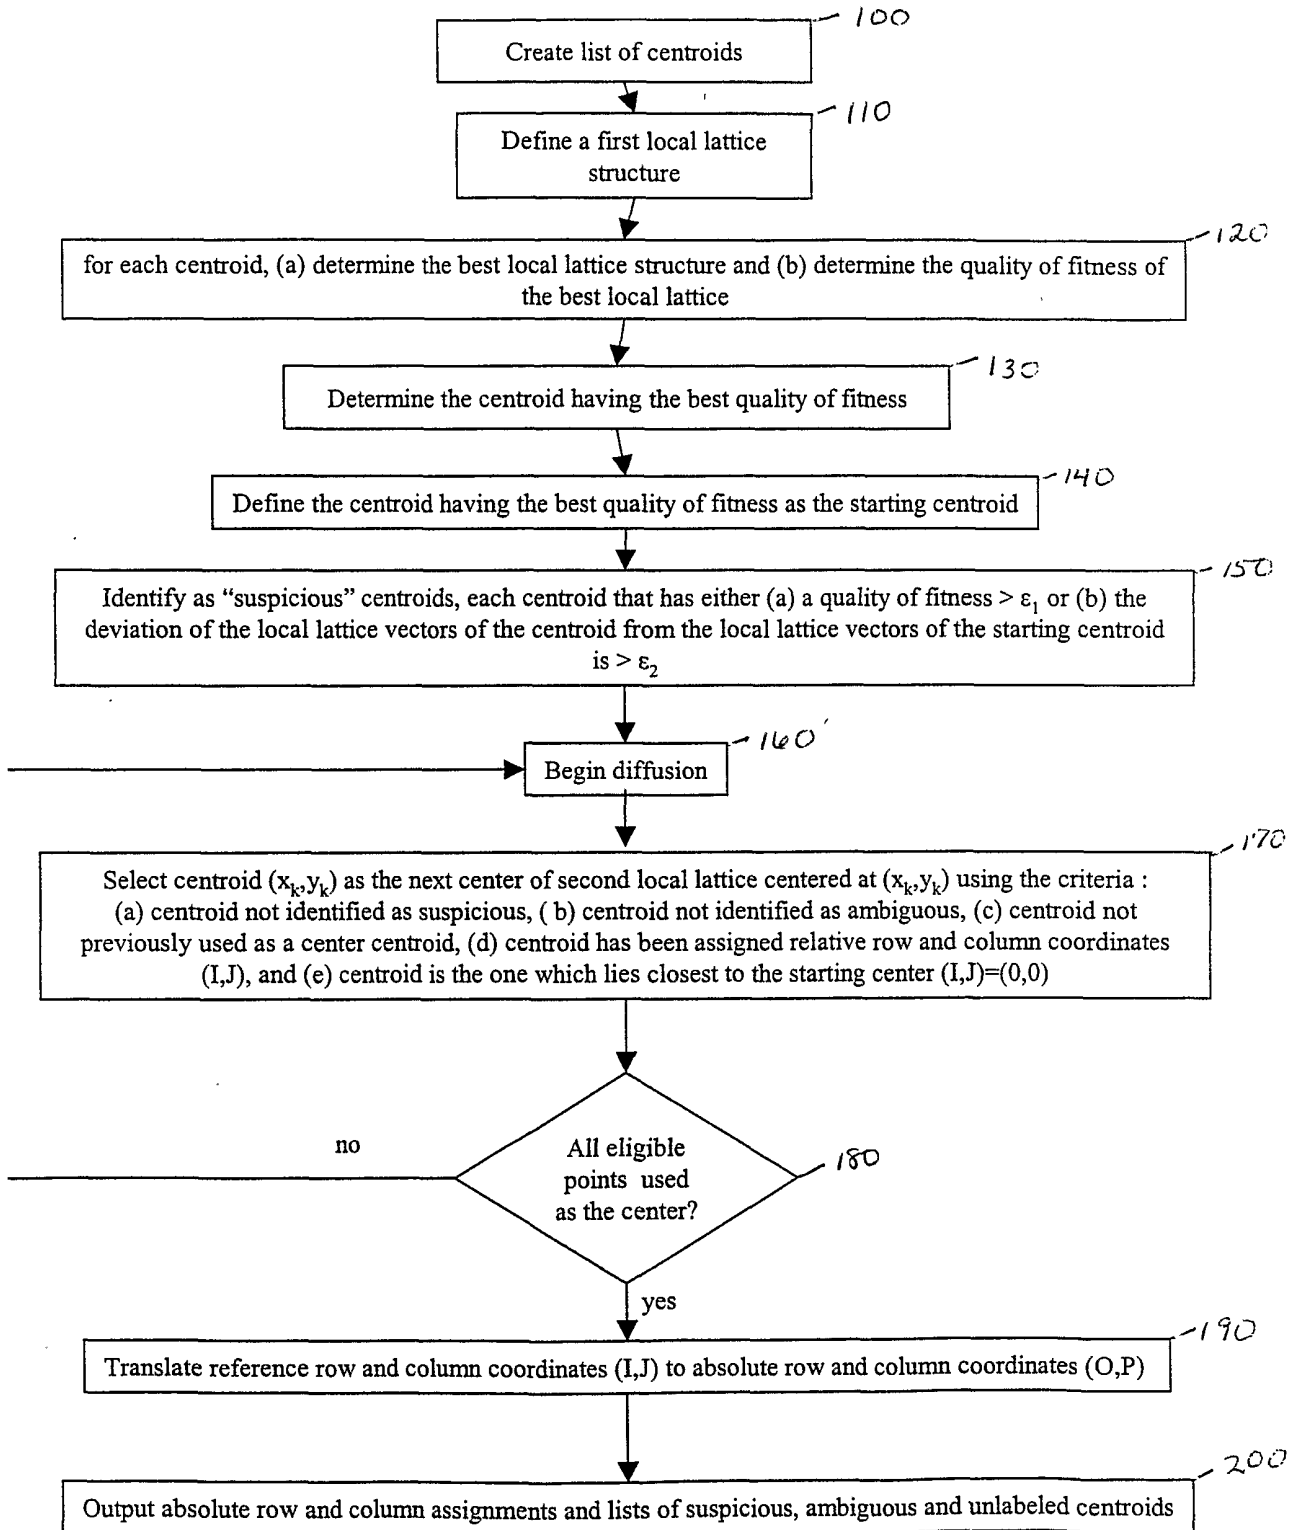 100
Create list of centroids
110
Define a first local lattice
structure
120
for each centroid, (a) determine the best local lattice structure and (b) determine the quality of fitness of
the best local lattice
130
Determine the centroid having the best quality of fitness
140
Define the centroid having the best quality of fitness as the starting centroid
150
Identify as “suspicious” centroids, each centroid that has either (a) a quality of fitness > ε₁ or (b) the
deviation of the local lattice vectors of the centroid from the local lattice vectors of the starting centroid
is > ε₂
160
Begin diffusion
170
Select centroid (xₖ,yₖ) as the next center of second local lattice centered at (xₖ,yₖ) using the criteria :
(a) centroid not identified as suspicious, ( b) centroid not identified as ambiguous, (c) centroid not
previously used as a center centroid, (d) centroid has been assigned relative row and column coordinates
(I,J), and (e) centroid is the one which lies closest to the starting center (I,J)=(0,0)
no
All eligible
points used
as the center?
180
yes
190
Translate reference row and column coordinates (I,J) to absolute row and column coordinates (O,P)
200
Output absolute row and column assignments and lists of suspicious, ambiguous and unlabeled centroids